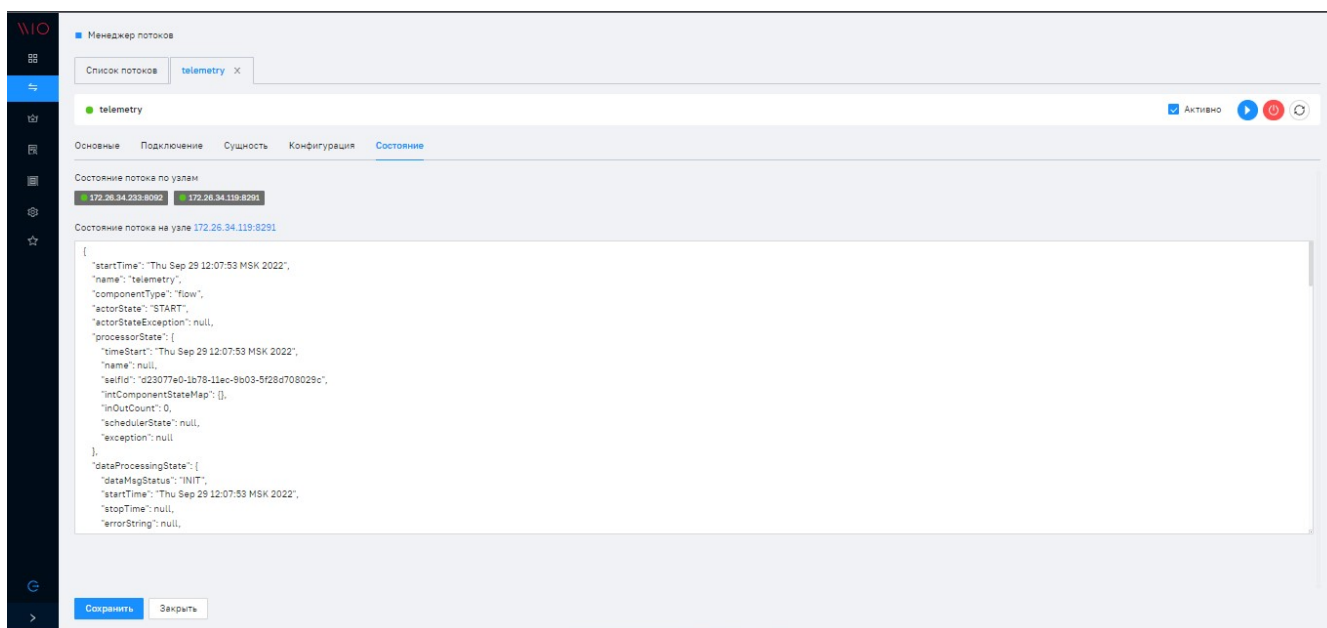 WIO
Менеджер потоков
Список потоков
telemetry X
telemetry
Активно
Основные Подключение Сущность Конфигурация Состояние
Состояние потока по узлам
172.26.34.233:8092 172.26.34.119:8291
Состояние потока на узле 172.26.34.119:8291
{
"startTime": "Thu Sep 29 12:07:53 MSK 2022",
"name": "telemetry",
"componentType": "flow",
"actorState": "START",
"actorStateException": null,
"processorState": {
"timeStart": "Thu Sep 29 12:07:53 MSK 2022",
"name": null,
"selfId": "d23077e0-1b78-11ec-9b03-5f28d708029c",
"intComponentStateMap": {},
"inOutCount": 0,
"schedulerState": null,
"exception": null
},
"dataProcessingState": {
"dataMsgStatus": "INIT",
"startTime": "Thu Sep 29 12:07:53 MSK 2022",
"stopTime": null,
"errorString": null,
Сохранить Закрыть